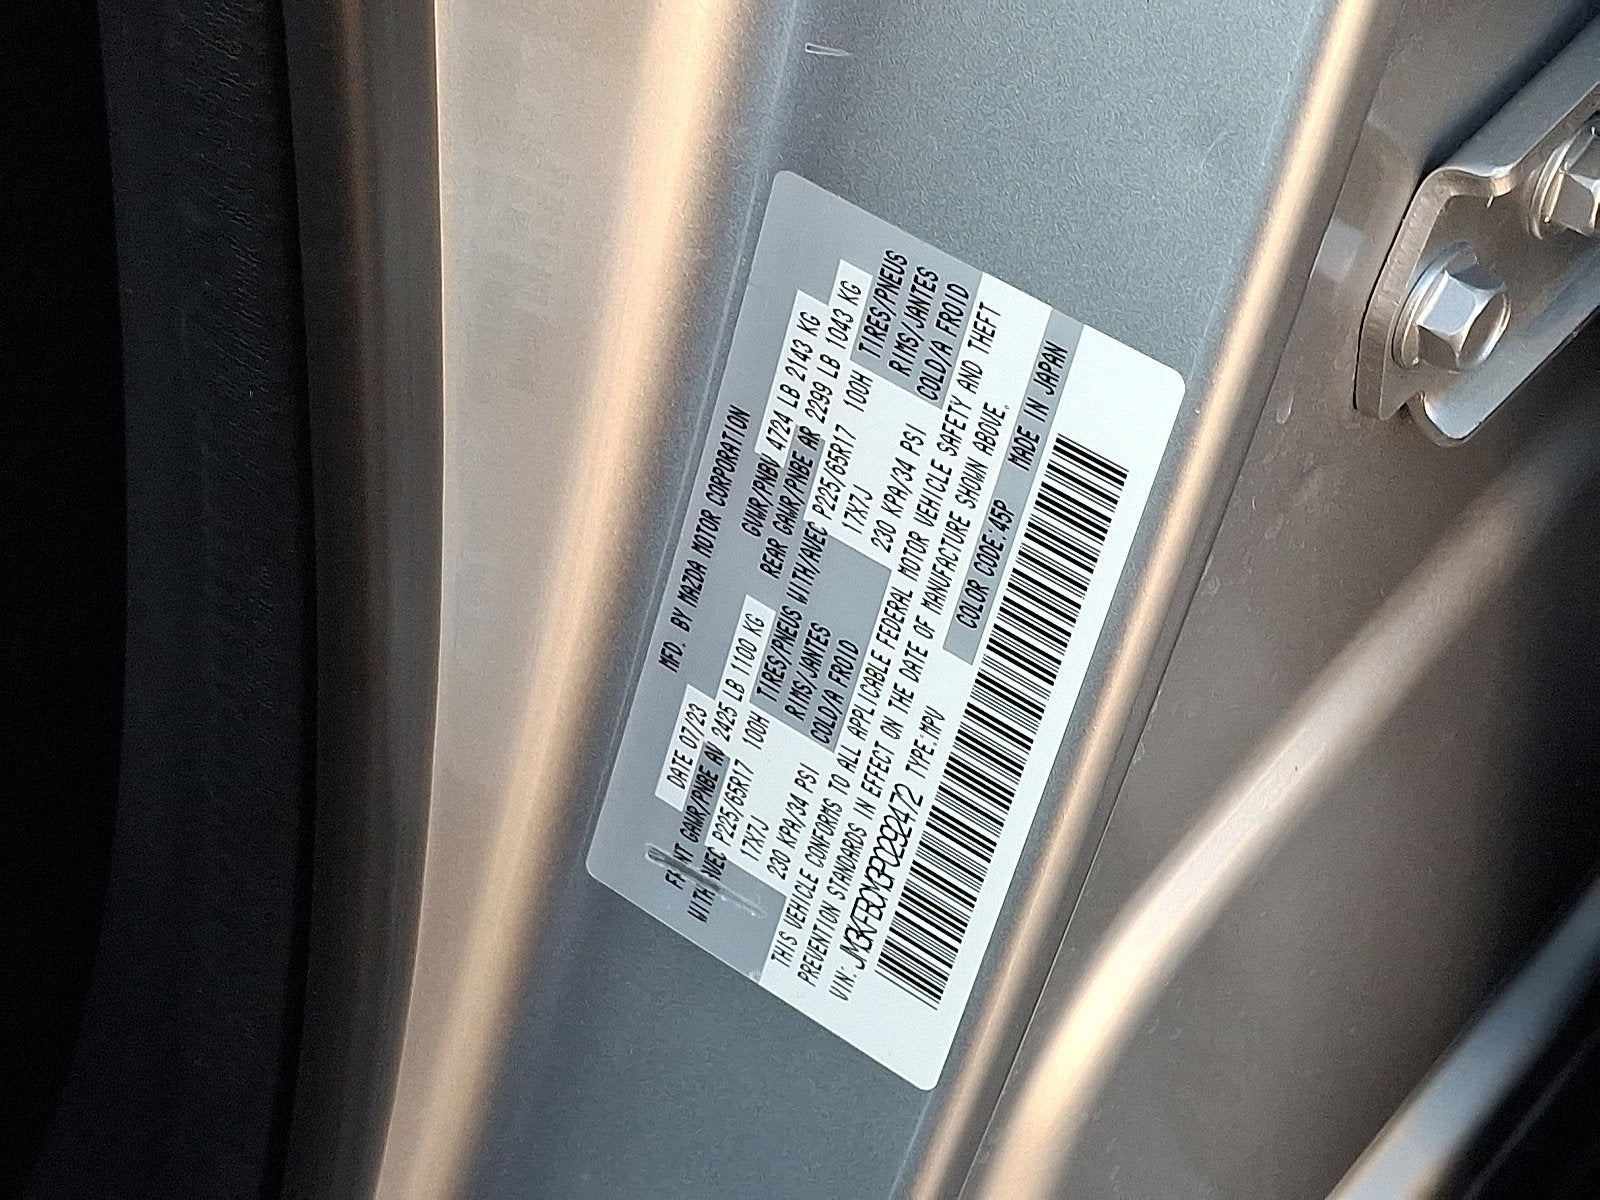 MFD. BY MAZDA MOTOR CORPORATION
DATE 07/23 GVWR/PNBV 4724 LB 2143 KG
GAWR/PNBE AV 2425 LB 1100 KG REAR GAWR/PNBE AR 2299 LB 1043 KG
WITH AVEC P225/65R17 100H TIRES/PNEUS WITH/AVEC P225/65R17 100H TIRES/PNEUS
17X7J RIMS/JANTES 17X7J RIMS/JANTES
230 KPA/34 PSI COLD/A FROID 230 KPA/34 PSI COLD/A FROID
THIS VEHICLE CONFORMS TO ALL APPLICABLE FEDERAL MOTOR VEHICLE SAFETY AND THEFT
PREVENTION STANDARDS IN EFFECT ON THE DATE OF MANUFACTURE SHOWN ABOVE.
VIN: JM3KFBCM3P0292472 TYPE:MPV COLOR CODE:45P MADE IN JAPAN